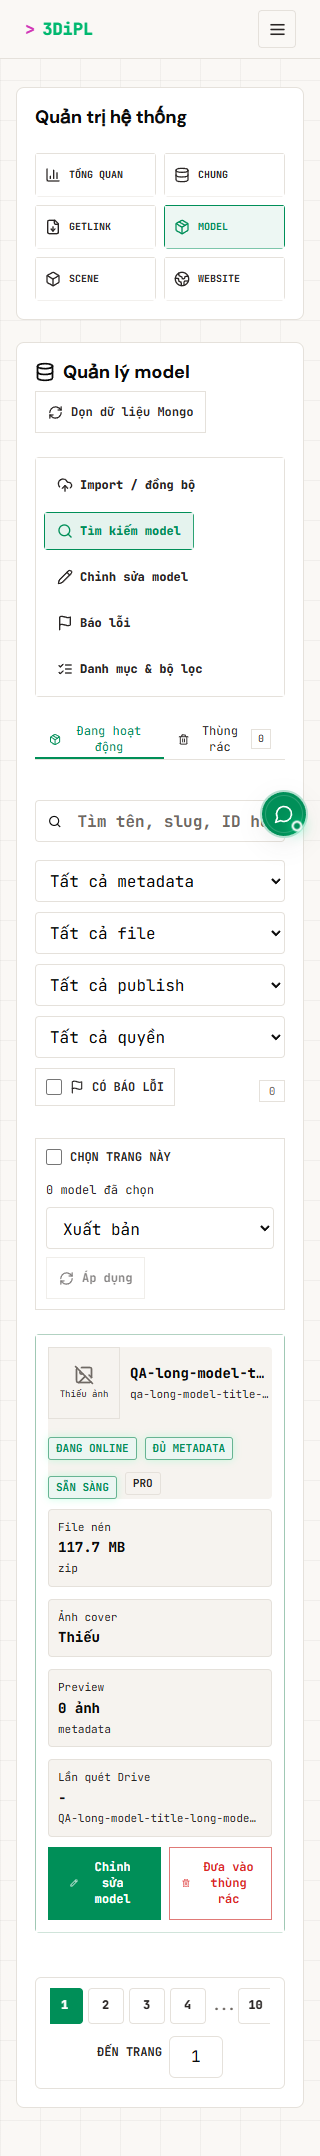 > 3DiPL
Quản trị hệ thống
TỔNG QUAN
CHUNG
GETLINK
MODEL
SCENE
WEBSITE
Quản lý model
Dọn dữ liệu Mongo
Import / đồng bộ
Tìm kiếm model
Chỉnh sửa model
Báo lỗi
Danh mục & bộ lọc
Đang hoạt
động
Thùng
rác
0
Tìm tên, slug, ID h
Tất cả metadata
Tất cả file
Tất cả publish
Tất cả quyền
CÓ BÁO LỖI
0
CHỌN TRANG NÀY
0 model đã chọn
Xuất bản
Áp dụng
Thiếu ảnh
QA-long-model-t…
qa-long-model-title-…
ĐANG ONLINE
ĐỦ METADATA
SẴN SÀNG
PRO
File nén
117.7 MB
zip
Ảnh cover
Thiếu
Preview
0 ảnh
metadata
Lần quét Drive
-
QA-long-model-title-long-mode…
Chỉnh
sửa
model
Đưa vào
thùng
rác
1 2 3 4 ... 10
ĐẾN TRANG 1